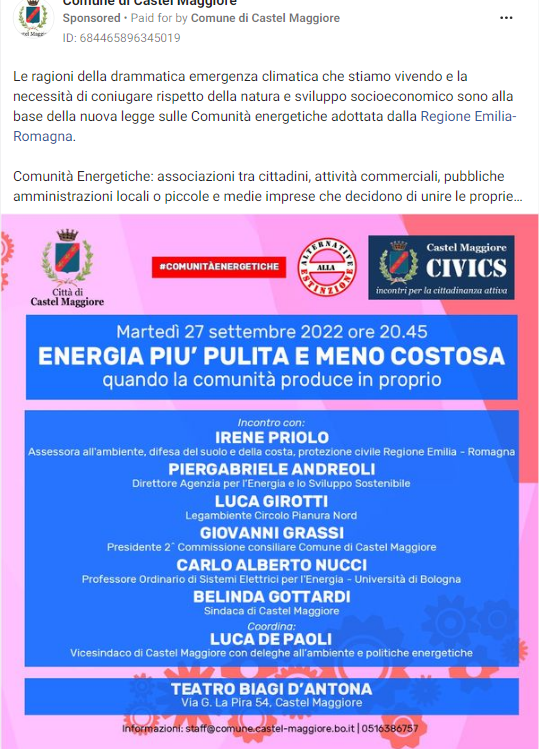 Comune di Castel Maggiore
Sponsored • Paid for by Comune di Castel Maggiore
ID: 684465896345019
Le ragioni della drammatica emergenza climatica che stiamo vivendo e la
necessità di coniugare rispetto della natura e sviluppo socioeconomico sono alla
base della nuova legge sulle Comunità energetiche adottata dalla Regione Emilia-
Romagna.
Comunità Energetiche: associazioni tra cittadini, attività commerciali, pubbliche
amministrazioni locali o piccole e medie imprese che decidono di unire le proprie...
Città di
Castel Maggiore
#COMUNITÀENERGETICHE
ALTERNATIVE
ALLA
ESTINZIONE
Castel Maggiore
CIVICS
incontri per la cittadinanza attiva
Martedì 27 settembre 2022 ore 20.45
ENERGIA PIU' PULITA E MENO COSTOSA
quando la comunità produce in proprio
Incontro con:
IRENE PRIOLO
Assessora all'ambiente, difesa del suolo e della costa, protezione civile Regione Emilia - Romagna
PIERGABRIELE ANDREOLI
Direttore Agenzia per l'Energia e lo Sviluppo Sostenibile
LUCA GIROTTI
Legambiente Circolo Pianura Nord
GIOVANNI GRASSI
Presidente 2^ Commissione consiliare Comune di Castel Maggiore
CARLO ALBERTO NUCCI
Professore Ordinario di Sistemi Elettrici per l'Energia - Università di Bologna
BELINDA GOTTARDI
Sindaca di Castel Maggiore
Coordina:
LUCA DE PAOLI
Vicesindaco di Castel Maggiore con deleghe all'ambiente e politiche energetiche
TEATRO BIAGI D'ANTONA
Via G. La Pira 54, Castel Maggiore
Informazioni: staff@comune.castel-maggiore.bo.it | 0516386757